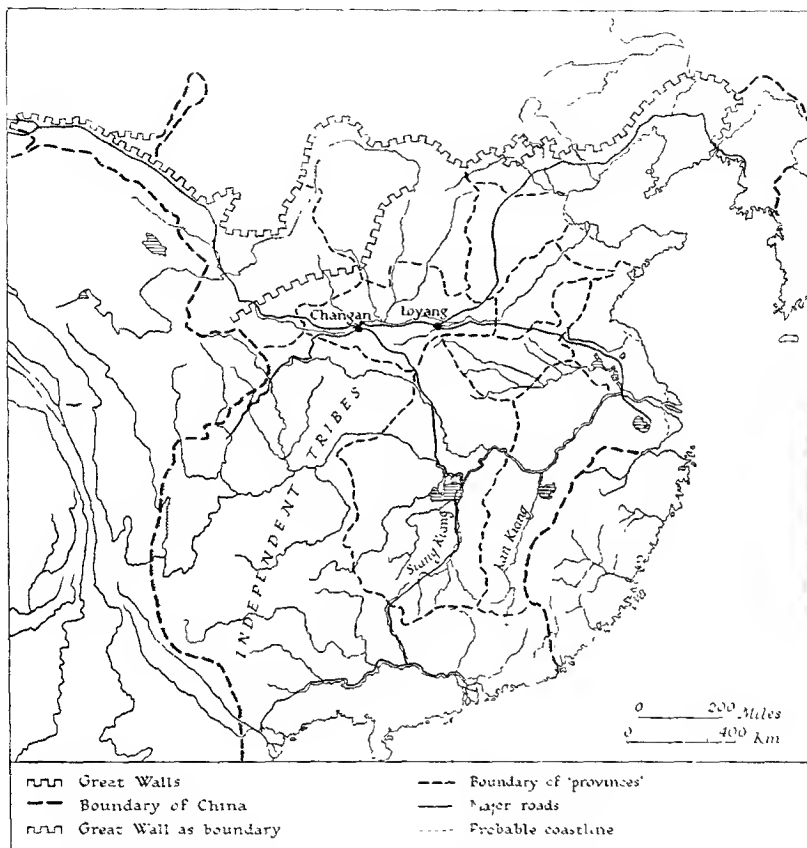 Changan
Loyang
INDEPENDENT TRIBES
Siang Kiang
Kan Kiang
0 200 Miles
0 400 Km
Great Walls
Boundary of China
Great Wall as boundary
Boundary of 'provinces'
Major roads
Probable coastline